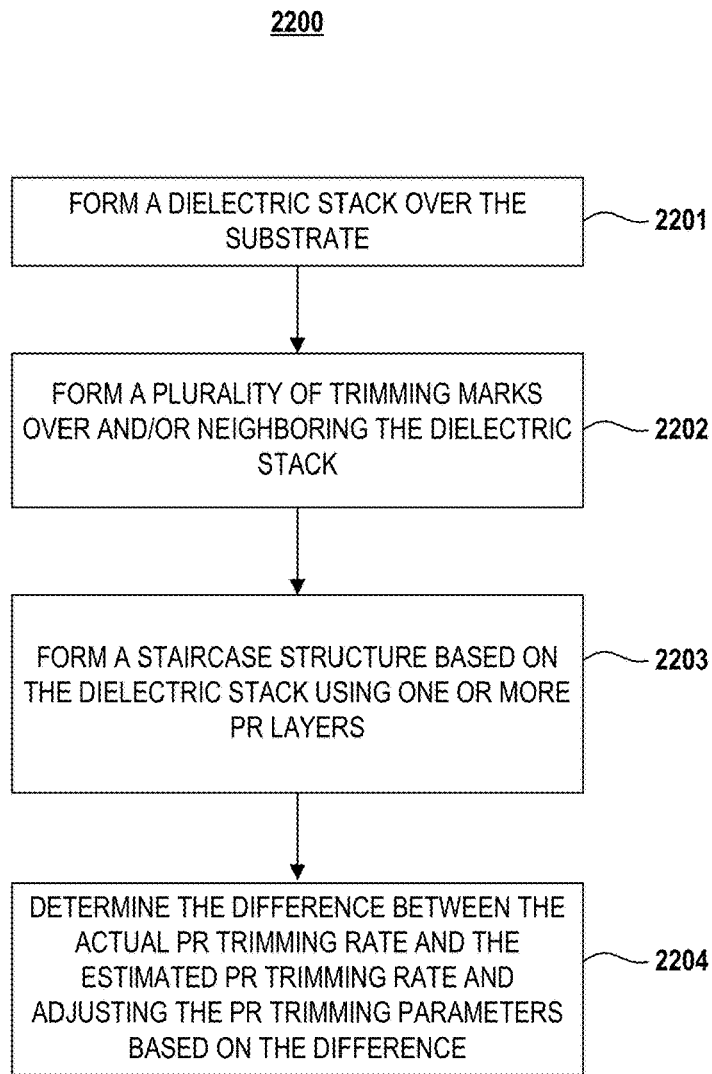 2200
FORM A DIELECTRIC STACK OVER THE
SUBSTRATE
2201
FORM A PLURALITY OF TRIMMING MARKS
OVER AND/OR NEIGHBORING THE DIELECTRIC
STACK
2202
FORM A STAIRCASE STRUCTURE BASED ON
THE DIELECTRIC STACK USING ONE OR MORE
PR LAYERS
2203
DETERMINE THE DIFFERENCE BETWEEN THE
ACTUAL PR TRIMMING RATE AND THE
ESTIMATED PR TRIMMING RATE AND
ADJUSTING THE PR TRIMMING PARAMETERS
BASED ON THE DIFFERENCE
2204